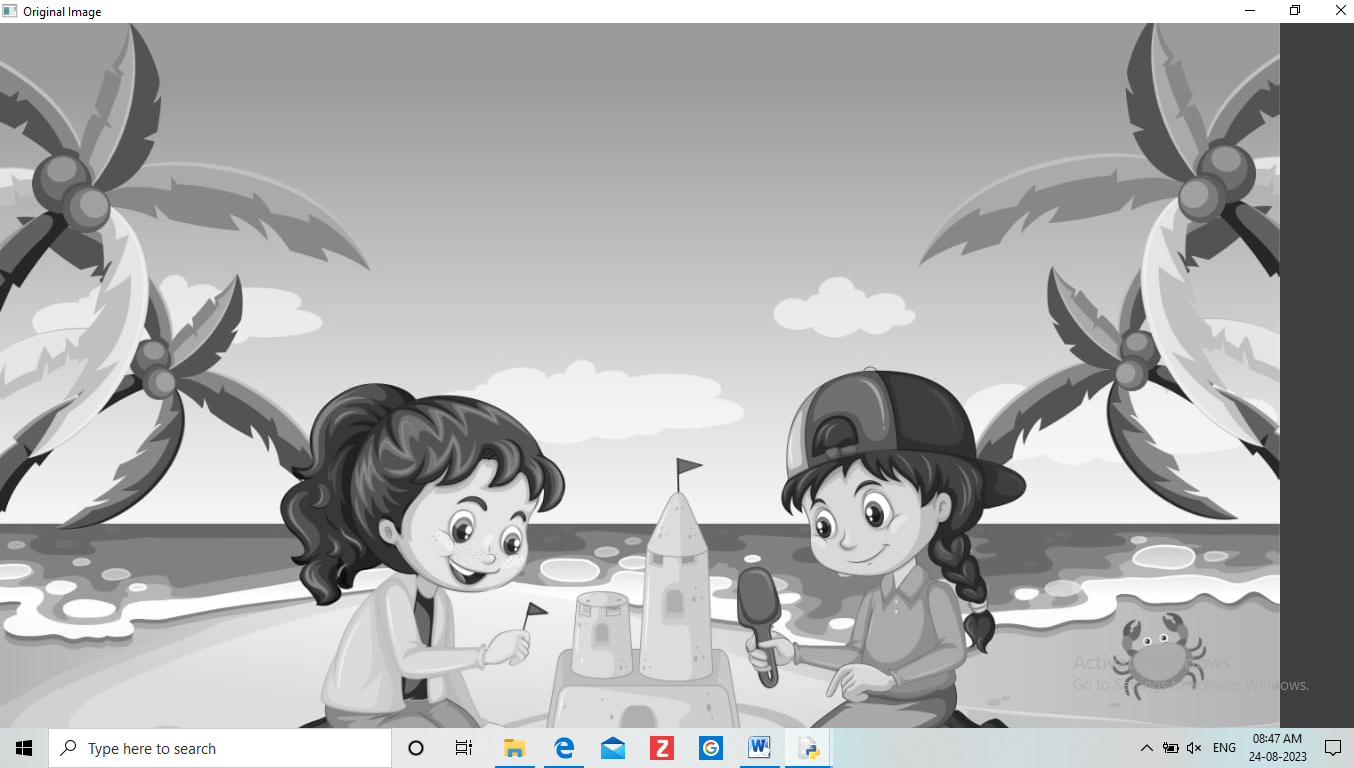 Original Image
Activate Windows
Go to Settings to activate Windows.
Type here to search
Z
G
W
ENG
08:47 AM
24-08-2023